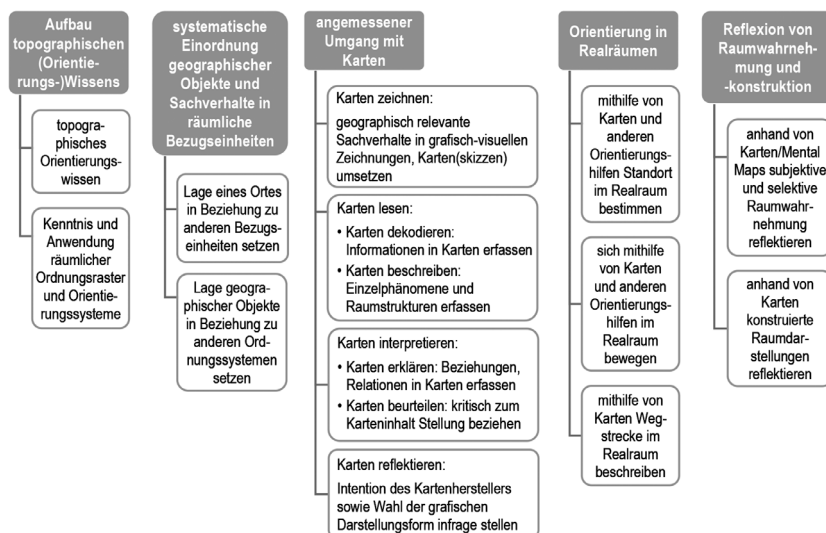 Aufbau
topographischen
(Orientie-
rungs-)Wissens
topogra-
phisches
Orientierungs-
wissen
Kenntnis und
Anwendung
räumlicher
Ordnungsraster
und Orientie-
rungssysteme
systematische
Einordnung
geographischer
Objekte und
Sachverhalte in
räumliche
Bezugseinheiten
Lage eines Ortes
in Beziehung zu
anderen Bezugs-
einheiten setzen
Lage geogra-
phischer Objekte
in Beziehung zu
anderen Ord-
nungssystemen
setzen
angemessener
Umgang mit
Karten
Karten zeichnen:
geographisch relevante
Sachverhalte in grafisch-visuellen
Zeichnungen, Karten(skizzen)
umsetzen
Karten lesen:
• Karten dekodieren:
Informationen in Karten erfassen
• Karten beschreiben:
Einzelphänomene und
Raumstrukturen erfassen
Karten interpretieren:
• Karten erklären: Beziehungen,
Relationen in Karten erfassen
• Karten beurteilen: kritisch zum
Karteninhalt Stellung beziehen
Karten reflektieren:
Intention des Kartenherstellers
sowie Wahl der grafischen
Darstellungsform infrage stellen
Orientierung in
Realräumen
mithilfe von
Karten und
anderen
Orientierungs-
hilfen Standort
im Realraum
bestimmen
sich mithilfe
von Karten
und anderen
Orientierungs-
hilfen im
Realraum
bewegen
mithilfe von
Karten Weg-
strecke im
Realraum
beschreiben
Reflexion von
Raumwahrneh-
mung und
-konstruktion
anhand von
Karten/Mental
Maps subjektive
und selektive
Raumwahr-
nehmung
reflektieren
anhand von
Karten
konstruierte
Raumdar-
stellungen
reflektieren